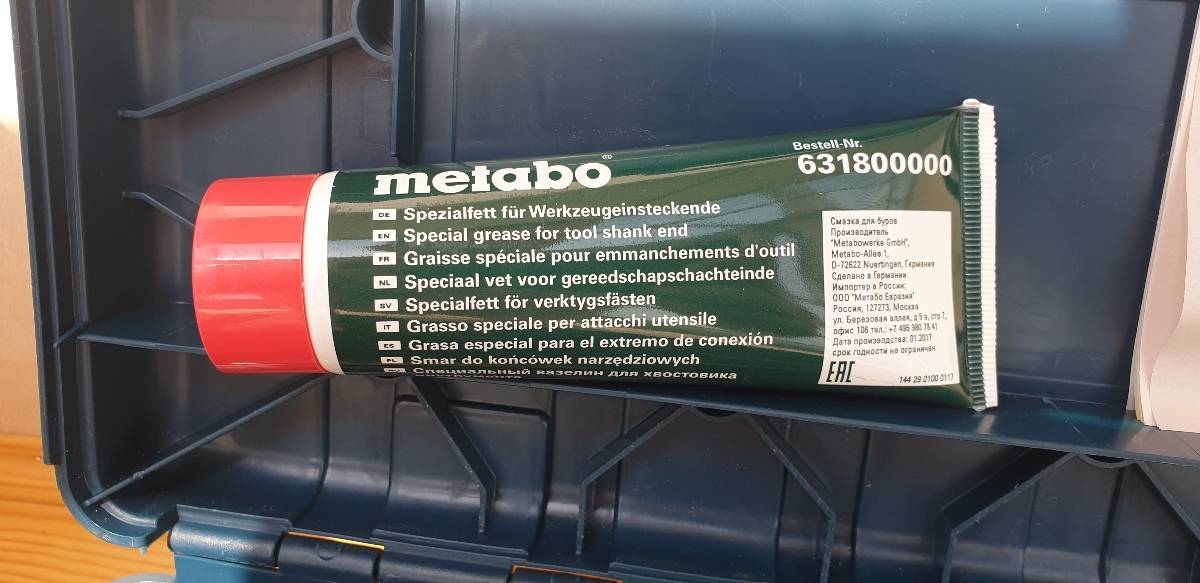 metabo®
Bestell-Nr.
631800000
DE Spezialfett für Werkzeugeinsteckende
EN Special grease for tool shank end
FR Graisse spéciale pour emmanchements d'outil
NL Speciaal vet voor gereedschapschachteinde
SV Specialfett för verktygsfästen
IT Grasso speciale per attacchi utensile
ES Grasa especial para el extremo de conexión
PL Smar do końcówek narzędziowych
Специальный вазелин для хвостовика
Смазка для буров
Производитель
"Metabowerke GmbH",
Metabo-Allee 1,
D-72622 Nuertingen, Германия
Сделано в Германии
Импортер в России:
ООО "Метабо Евразия"
Россия, 127273, Москва
ул. Березовая аллея, д 5 а, стр 7,
офис 106 тел.: +7 495 980 78 41
Дата производства: 01.2017
срок годности не ограничен
EAC
144 29 0100 0117